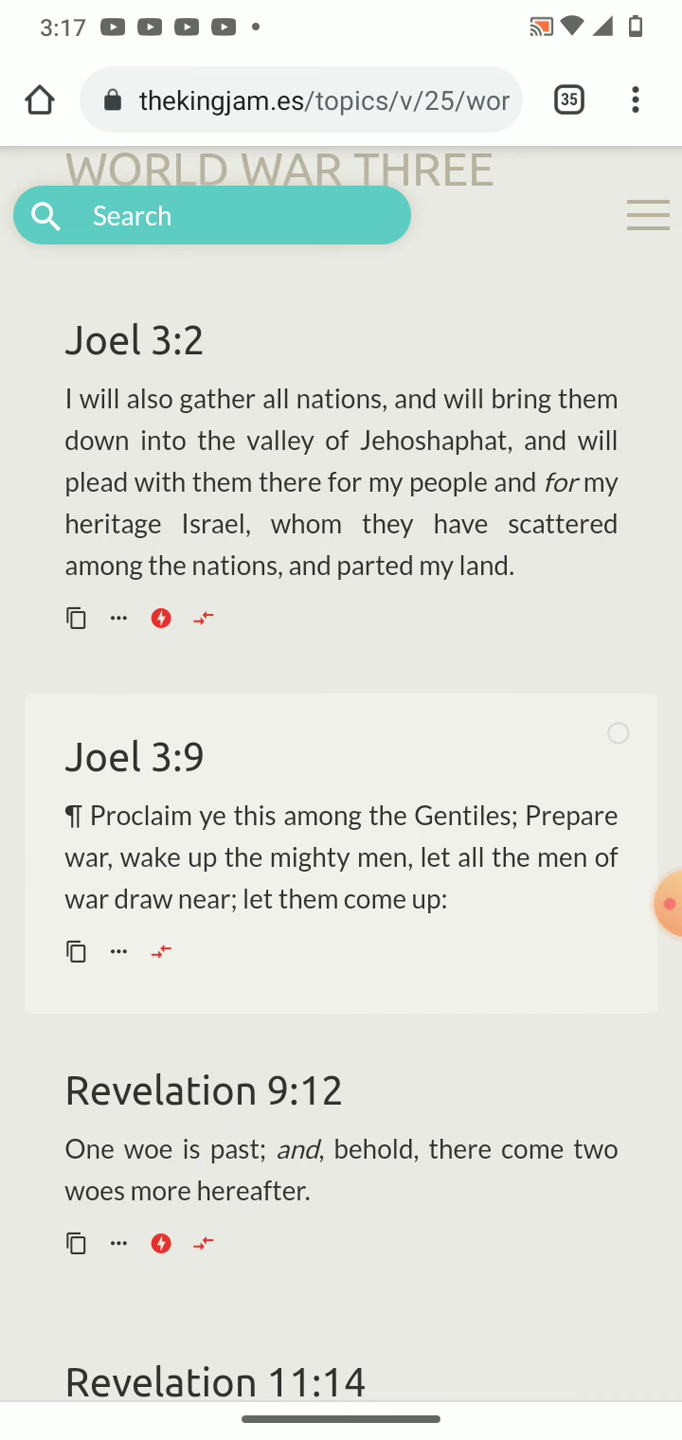 3:17
thekingjam.es/topics/v/25/wor
35
WORLD WAR THREE
Search
Joel 3:2
I will also gather all nations, and will bring them
down into the valley of Jehoshaphat, and will
plead with them there for my people and for my
heritage Israel, whom they have scattered
among the nations, and parted my land.
Joel 3:9
¶ Proclaim ye this among the Gentiles; Prepare
war, wake up the mighty men, let all the men of
war draw near; let them come up:
Revelation 9:12
One woe is past; and, behold, there come two
woes more hereafter.
Revelation 11:14